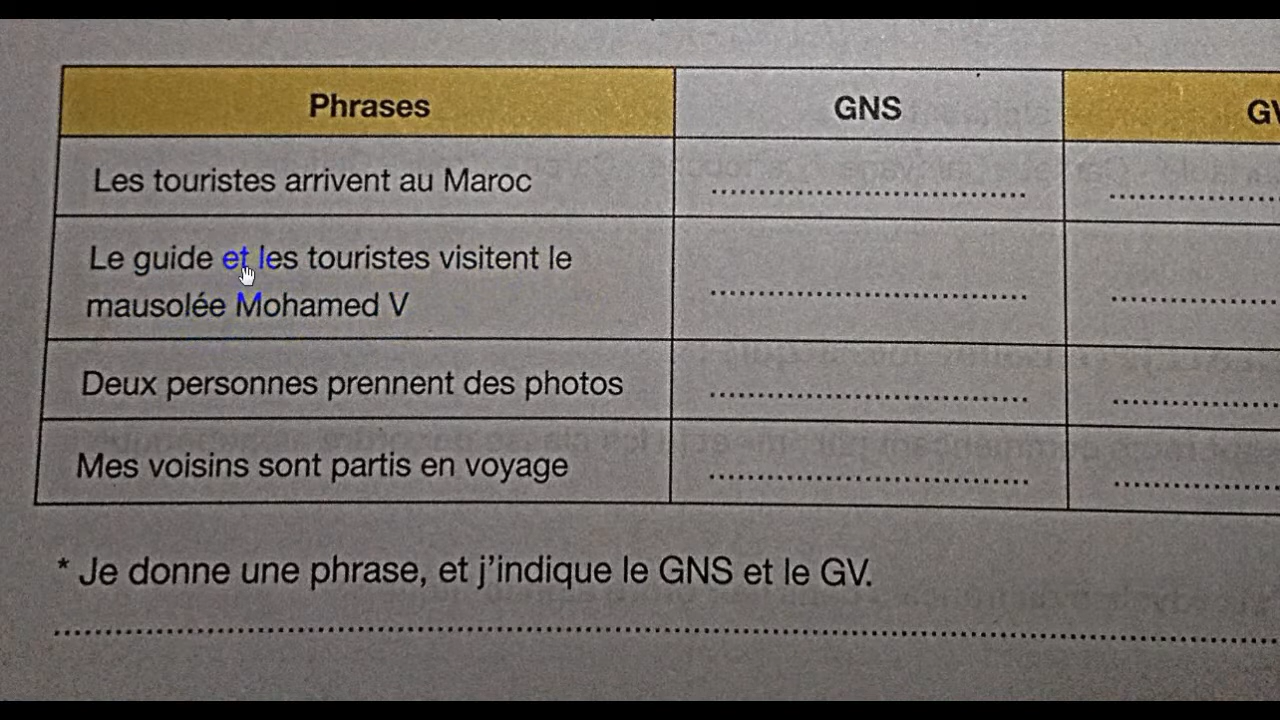 Phrases GNS GV
Les touristes arrivent au Maroc ........................................ ....................
Le guide et les touristes visitent le
mausolée Mohamed V ........................................ ....................
Deux personnes prennent des photos ........................................ ....................
Mes voisins sont partis en voyage ........................................ ....................
* Je donne une phrase, et j'indique le GNS et le GV.
................................................................................